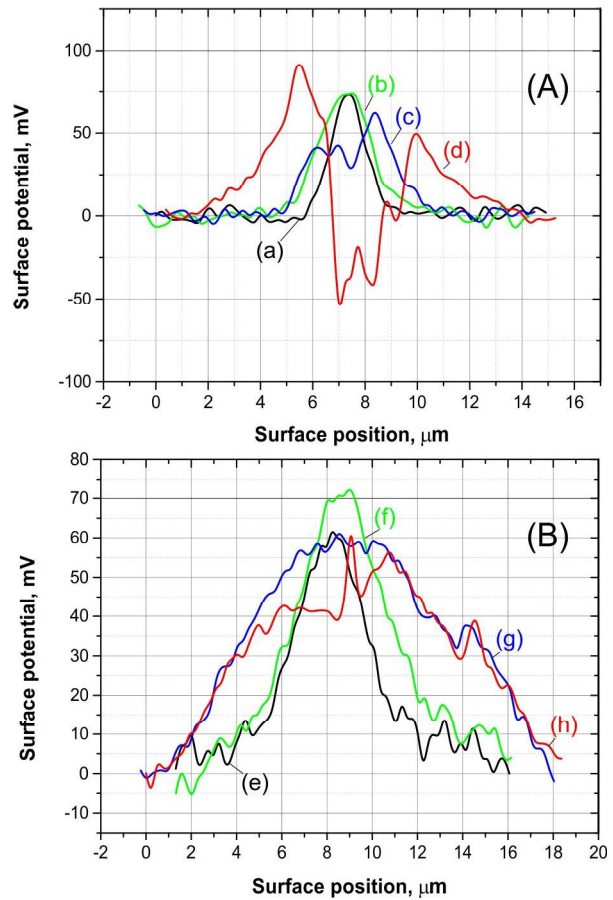 100
50
0
-50
-100
Surface potential, mV
(A)
(a)
(b)
(c)
(d)
-2 0 2 4 6 8 10 12 14 16
Surface position, μm
80
70
60
50
40
30
20
10
0
-10
Surface potential, mV
(B)
(e)
(f)
(g)
(h)
-2 0 2 4 6 8 10 12 14 16 18 20
Surface position, μm